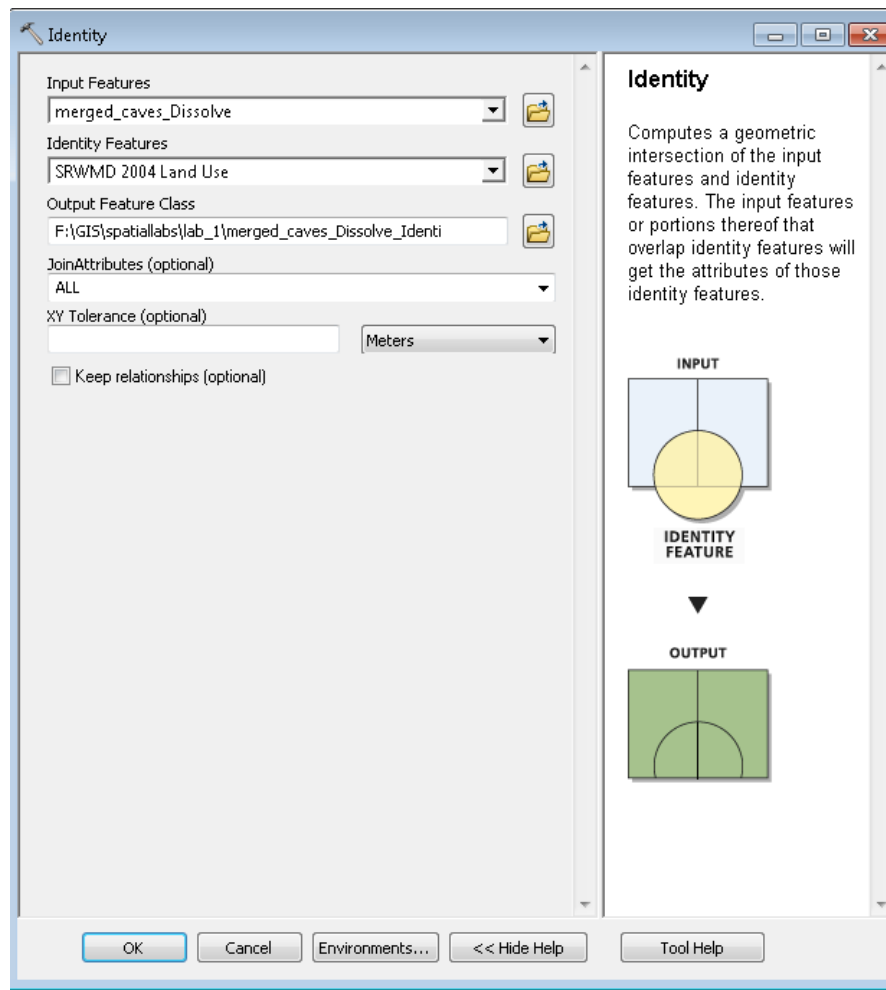 Identity
Input Features
merged_caves_Dissolve
Identity Features
SRWMD 2004 Land Use
Output Feature Class
F:\GIS\spatiallabs\lab_1\merged_caves_Dissolve_Identi
JoinAttributes (optional)
ALL
XY Tolerance (optional)
Meters
Keep relationships (optional)
Identity
Computes a geometric
intersection of the input
features and identity
features. The input features
or portions thereof that
overlap identity features will
get the attributes of those
identity features.
INPUT
IDENTITY
FEATURE
OUTPUT
OK
Cancel
Environments...
<< Hide Help
Tool Help